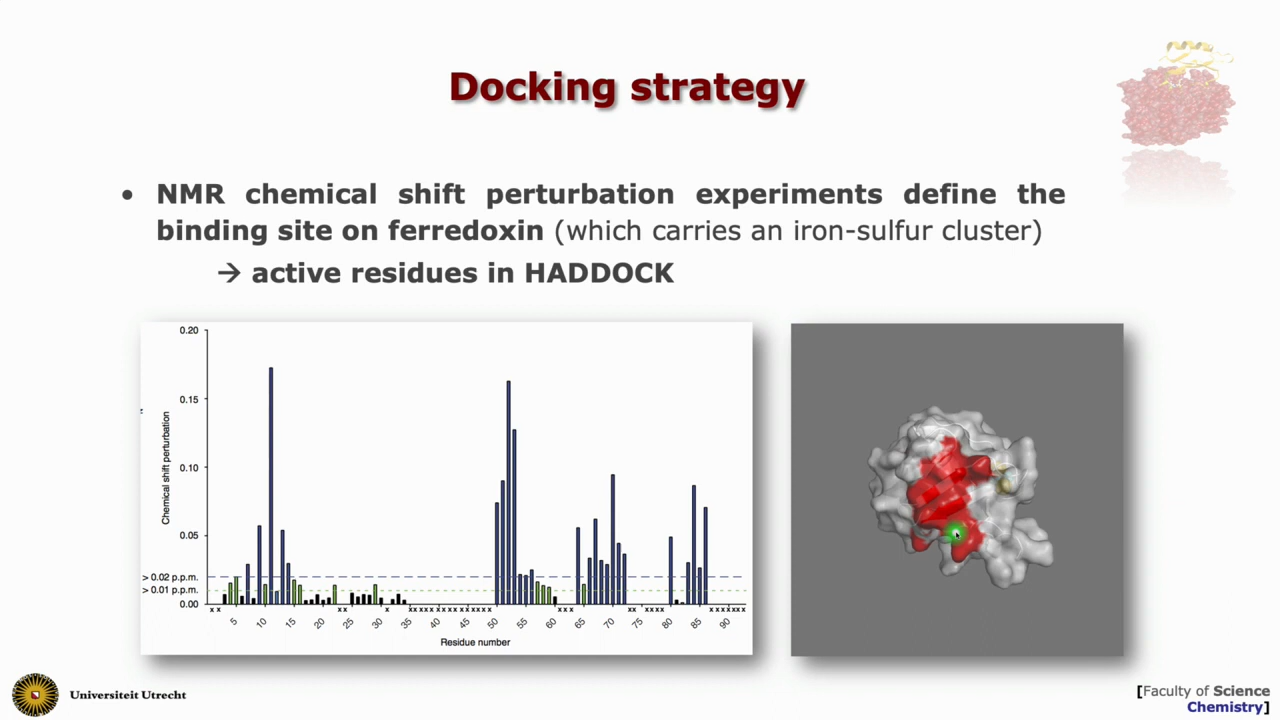 Docking strategy
• NMR chemical shift perturbation experiments define the
binding site on ferredoxin (which carries an iron-sulfur cluster)
→ active residues in HADDOCK
0.20
0.15
0.10
0.05
> 0.02 p.p.m.
> 0.01 p.p.m.
0.00
Chemical shift perturbation
x x x x x x x x x x x x x x x x x x x x x x x x x x x x x x x x x x x x
5 10 15 20 25 30 35 40 45 50 55 60 65 70 75 80 85 90
Residue number
Universiteit Utrecht
[Faculty of Science
Chemistry]